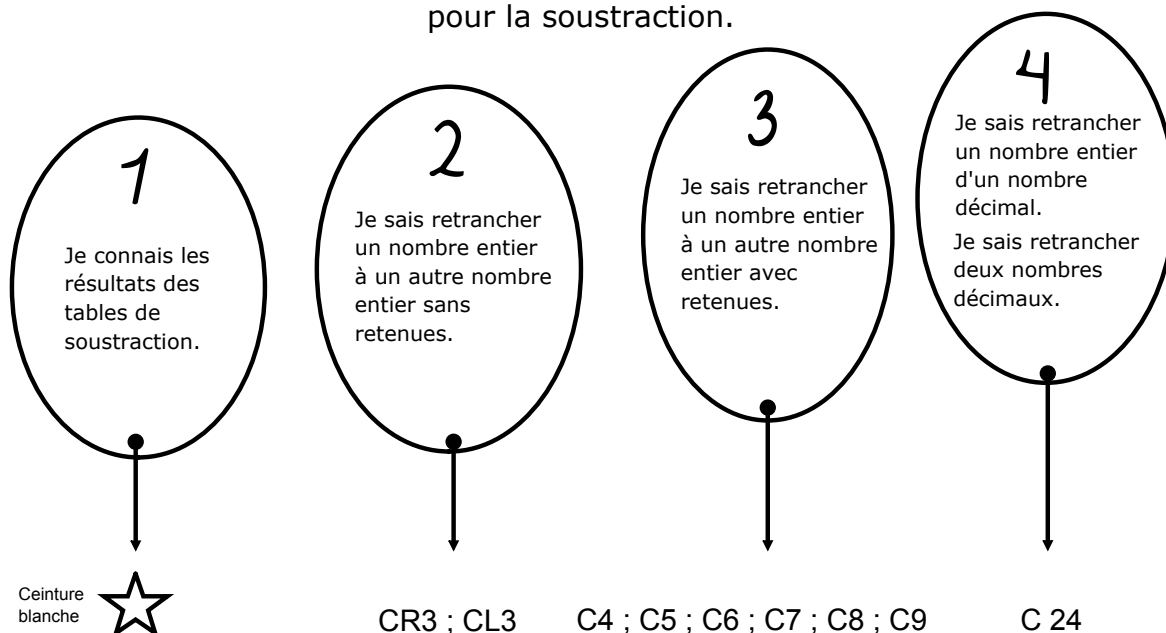 pour la soustraction.
1
Je connais les
résultats des
tables de
soustraction.
2
Je sais retrancher
un nombre entier
à un autre nombre
entier sans
retenues.
3
Je sais retrancher
un nombre entier
à un autre nombre
entier avec
retenues.
4
Je sais retrancher
un nombre entier
d'un nombre
décimal.
Je sais retrancher
deux nombres
décimaux.
Ceinture
blanche
CR3 ; CL3
C4 ; C5 ; C6 ; C7 ; C8 ; C9
C 24